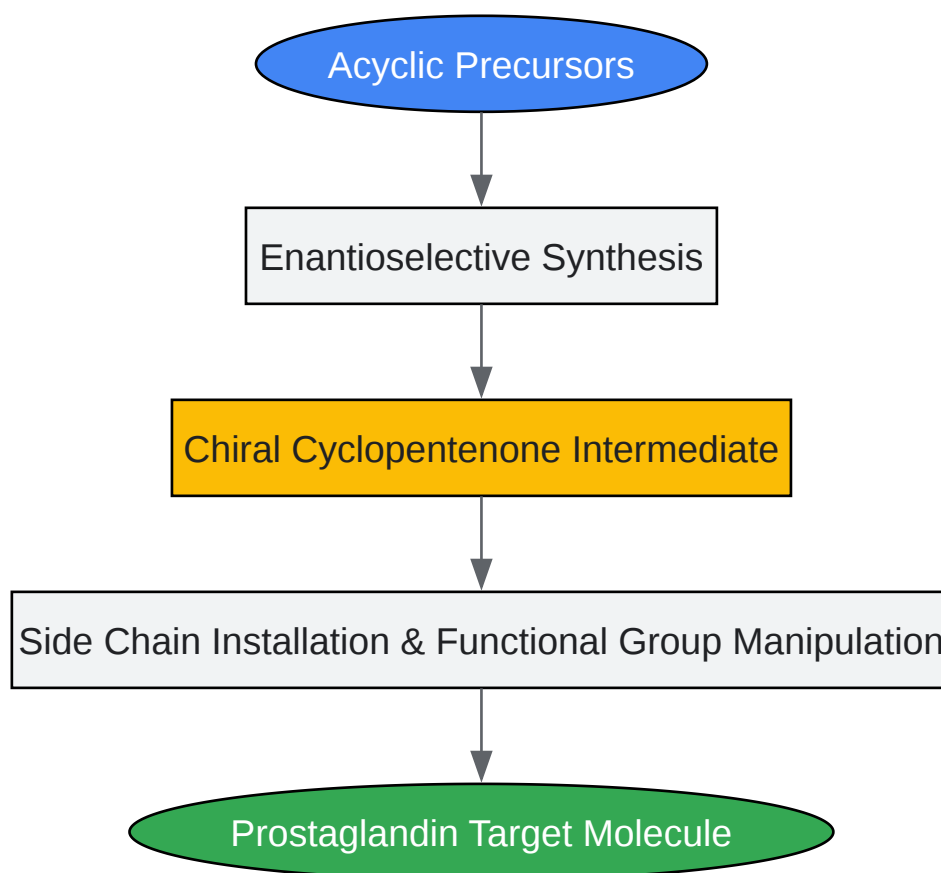 Acyclic Precursors
Enantioselective Synthesis
Chiral Cyclopentenone Intermediate
Side Chain Installation & Functional Group Manipulation
Prostaglandin Target Molecule